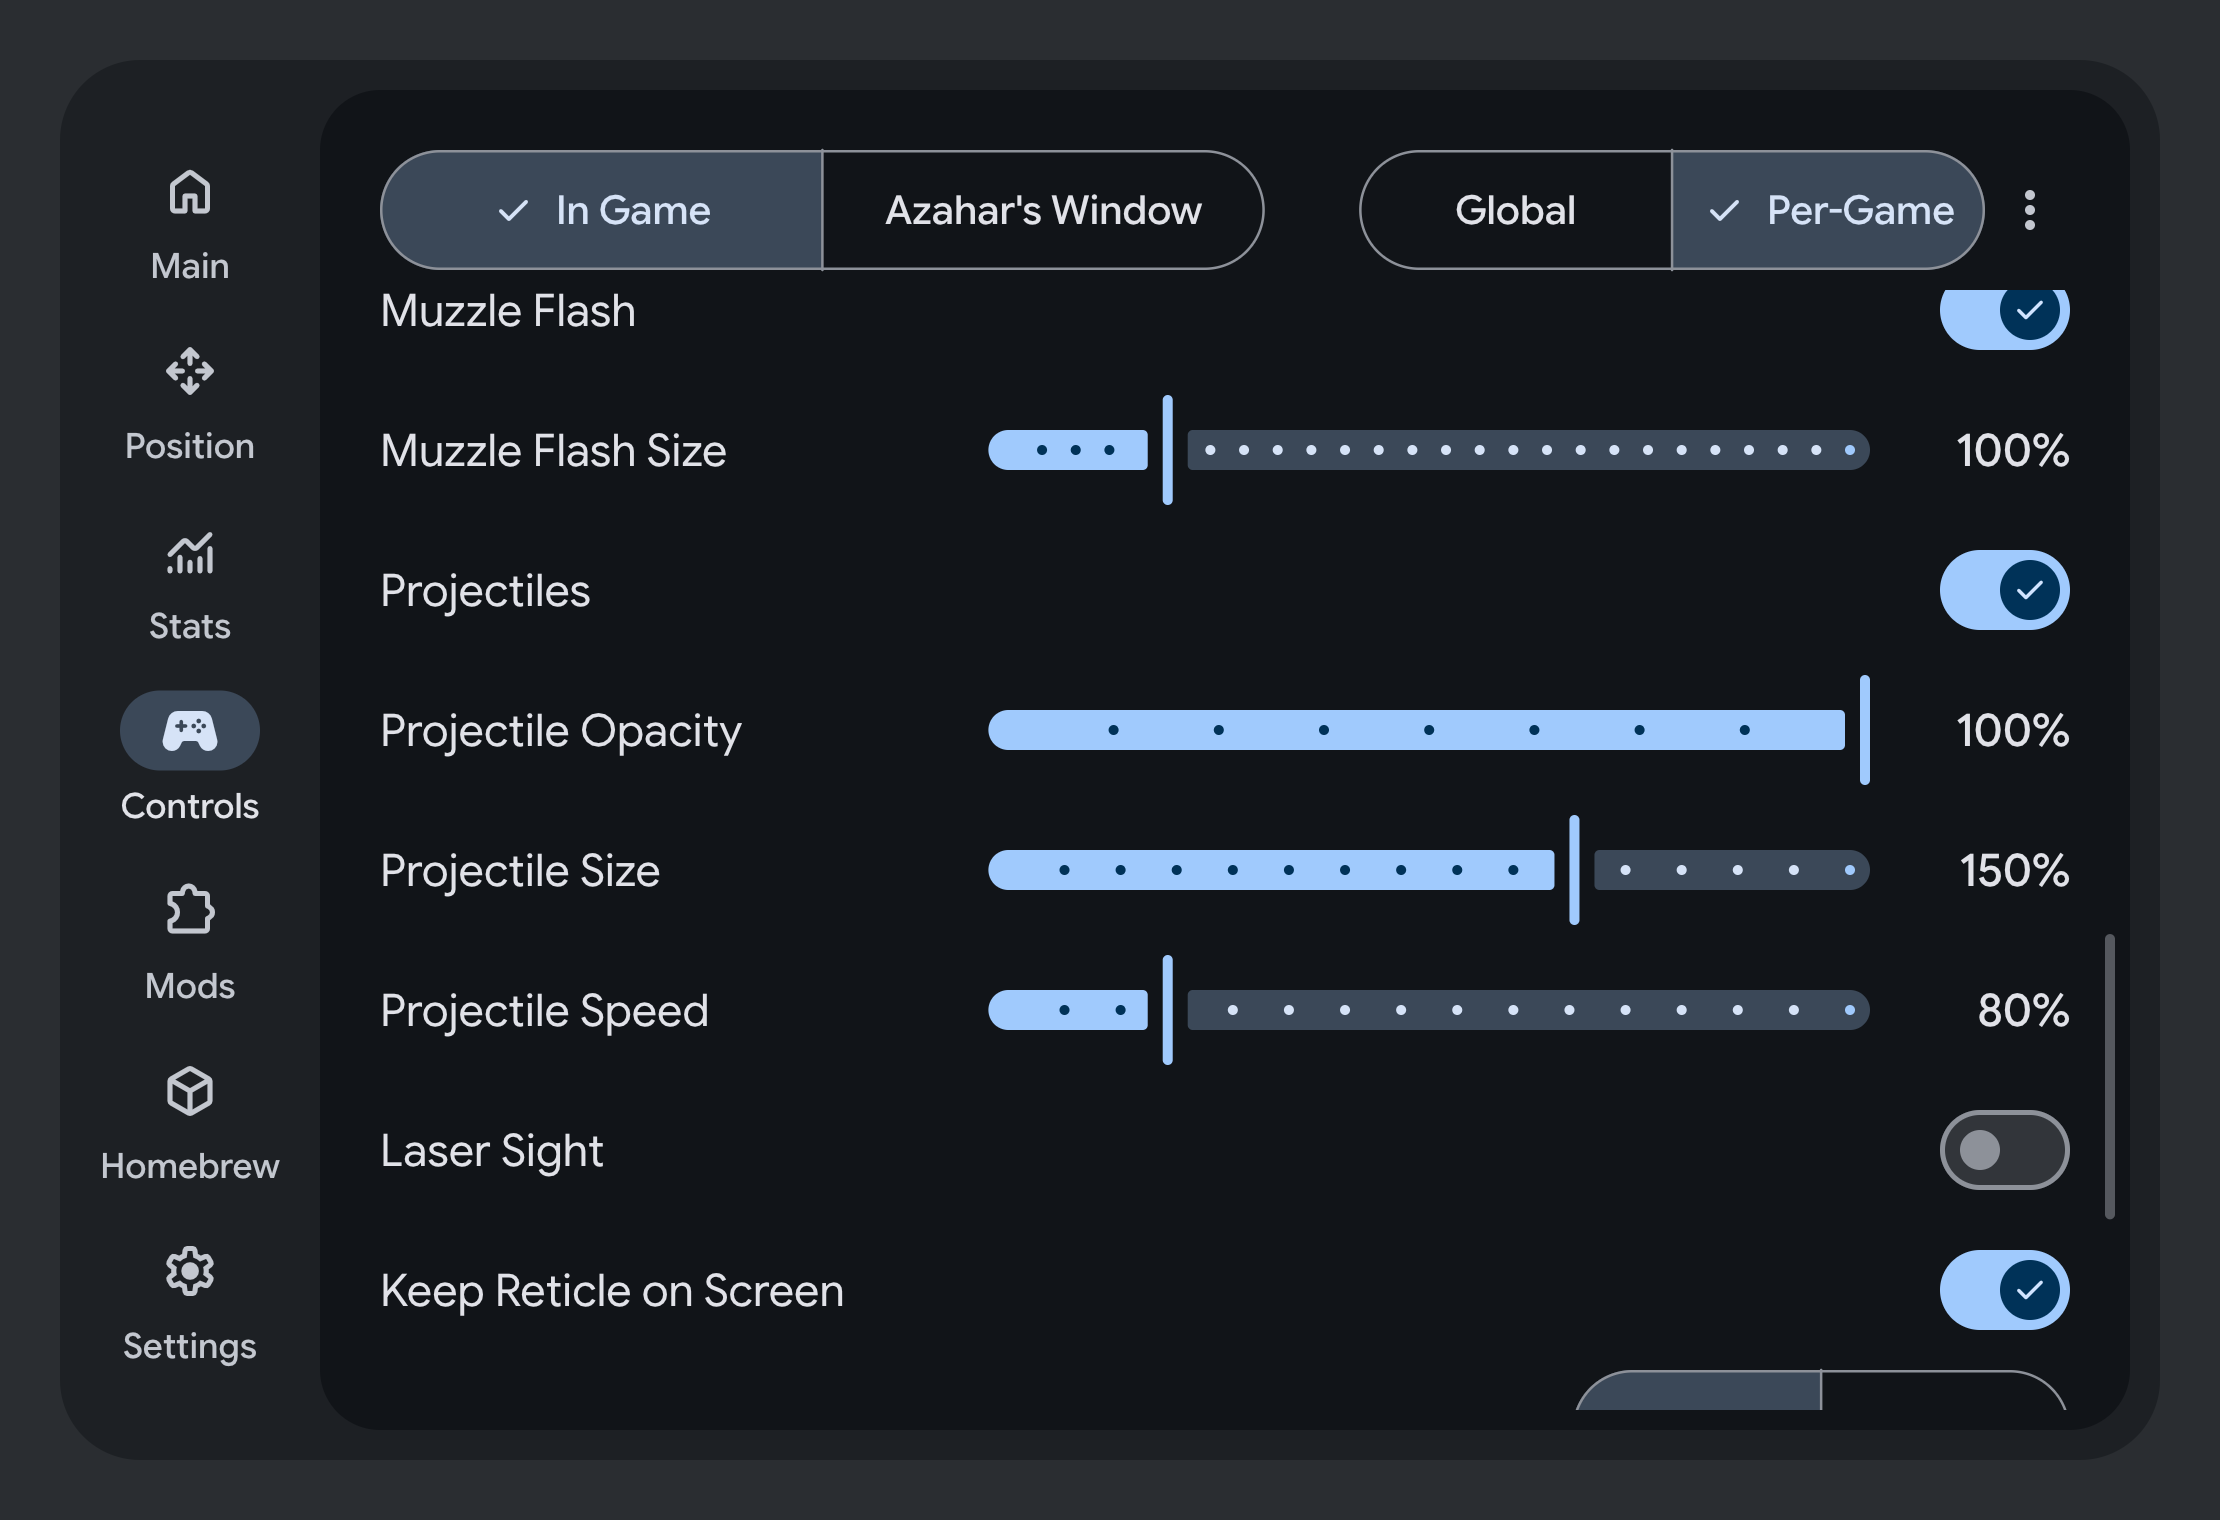 In Game
Azahar's Window
Global
Per-Game
Main
Position
Stats
Controls
Mods
Homebrew
Settings
Muzzle Flash
Muzzle Flash Size 100%
Projectiles
Projectile Opacity 100%
Projectile Size 150%
Projectile Speed 80%
Laser Sight
Keep Reticle on Screen